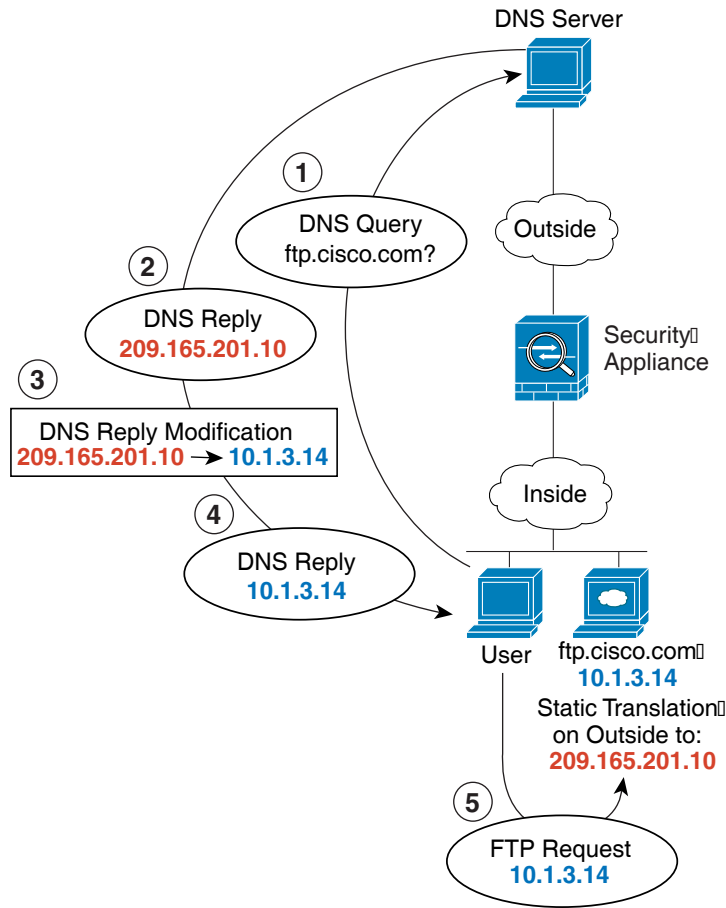 DNS Server
1
DNS Query
ftp.cisco.com?
Outside
2
DNS Reply
209.165.201.10
Security
Appliance
3
DNS Reply Modification
209.165.201.10 → 10.1.3.14
Inside
4
DNS Reply
10.1.3.14
User
ftp.cisco.com
10.1.3.14
Static Translation
on Outside to:
209.165.201.10
5
FTP Request
10.1.3.14